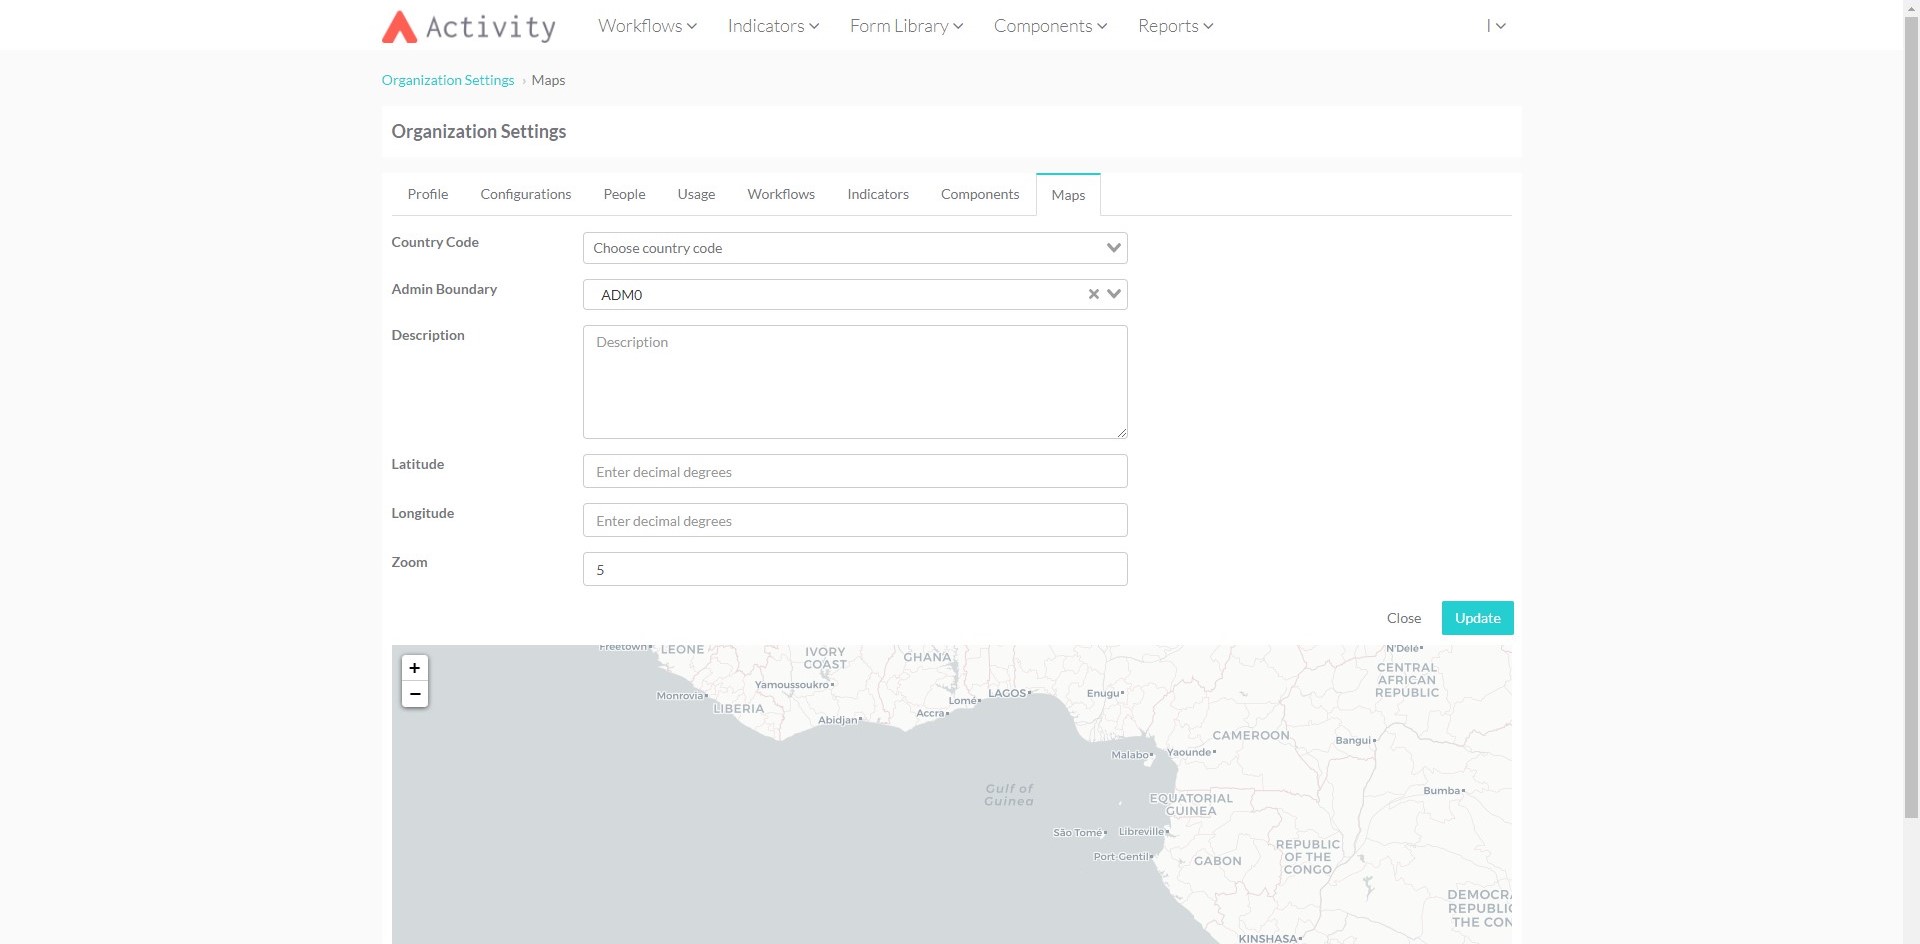 Activity
Workflows
Indicators
Form Library
Components
Reports
I
Organization Settings › Maps
Organization Settings
Profile
Configurations
People
Usage
Workflows
Indicators
Components
Maps
Country Code
Choose country code
Admin Boundary
ADM0
Description
Description
Latitude
Enter decimal degrees
Longitude
Enter decimal degrees
Zoom
5
Close
Update
+
−
Freetown
LEONE
IVORY
COAST
GHANA
N'Délé
CENTRAL
AFRICAN
REPUBLIC
Yamoussoukro
Monrovia
LIBERIA
Abidjan
Accra
Lomé
LAGOS
Enugu
CAMEROON
Bangui
Malabo
Yaounde
Gulf of
Guinea
EQUATORIAL
GUINEA
Bumba
São Tomé
Libreville
Port-Gentil
GABON
REPUBLIC
OF THE
CONGO
DEMOCRA
REPUBLIC
THE CON
KINSHASA